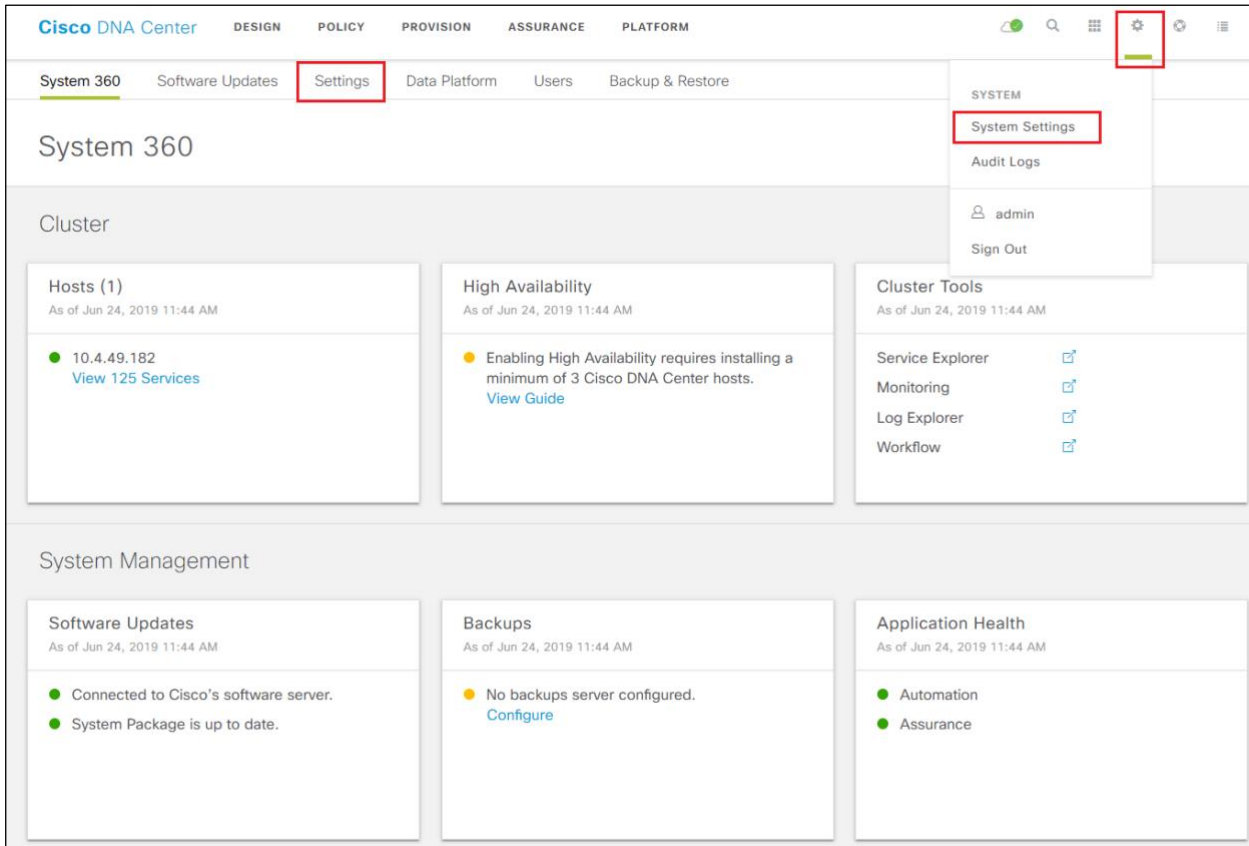 Cisco DNA Center DESIGN POLICY PROVISION ASSURANCE PLATFORM
System 360 Software Updates Settings Data Platform Users Backup & Restore
SYSTEM
System Settings
Audit Logs
admin
Sign Out
System 360
Cluster
Hosts (1)
As of Jun 24, 2019 11:44 AM
10.4.49.182
View 125 Services
High Availability
As of Jun 24, 2019 11:44 AM
Enabling High Availability requires installing a
minimum of 3 Cisco DNA Center hosts.
View Guide
Cluster Tools
As of Jun 24, 2019 11:44 AM
Service Explorer
Monitoring
Log Explorer
Workflow
System Management
Software Updates
As of Jun 24, 2019 11:44 AM
Connected to Cisco's software server.
System Package is up to date.
Backups
As of Jun 24, 2019 11:44 AM
No backups server configured.
Configure
Application Health
As of Jun 24, 2019 11:44 AM
Automation
Assurance